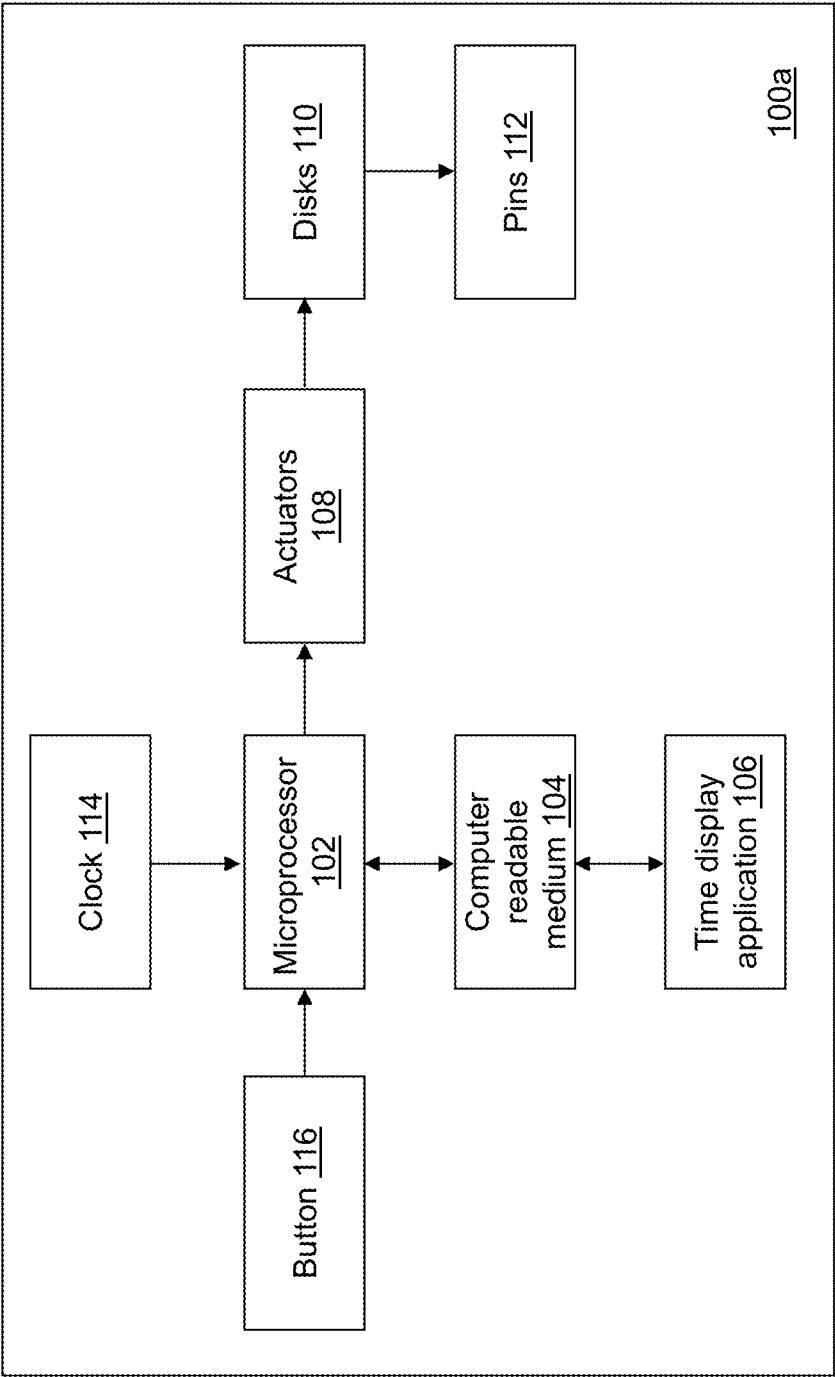 Clock 114
Button 116
Microprocessor
102
Actuators
108
Disks 110
Computer
readable
medium 104
Pins 112
Time display
application 106
100a